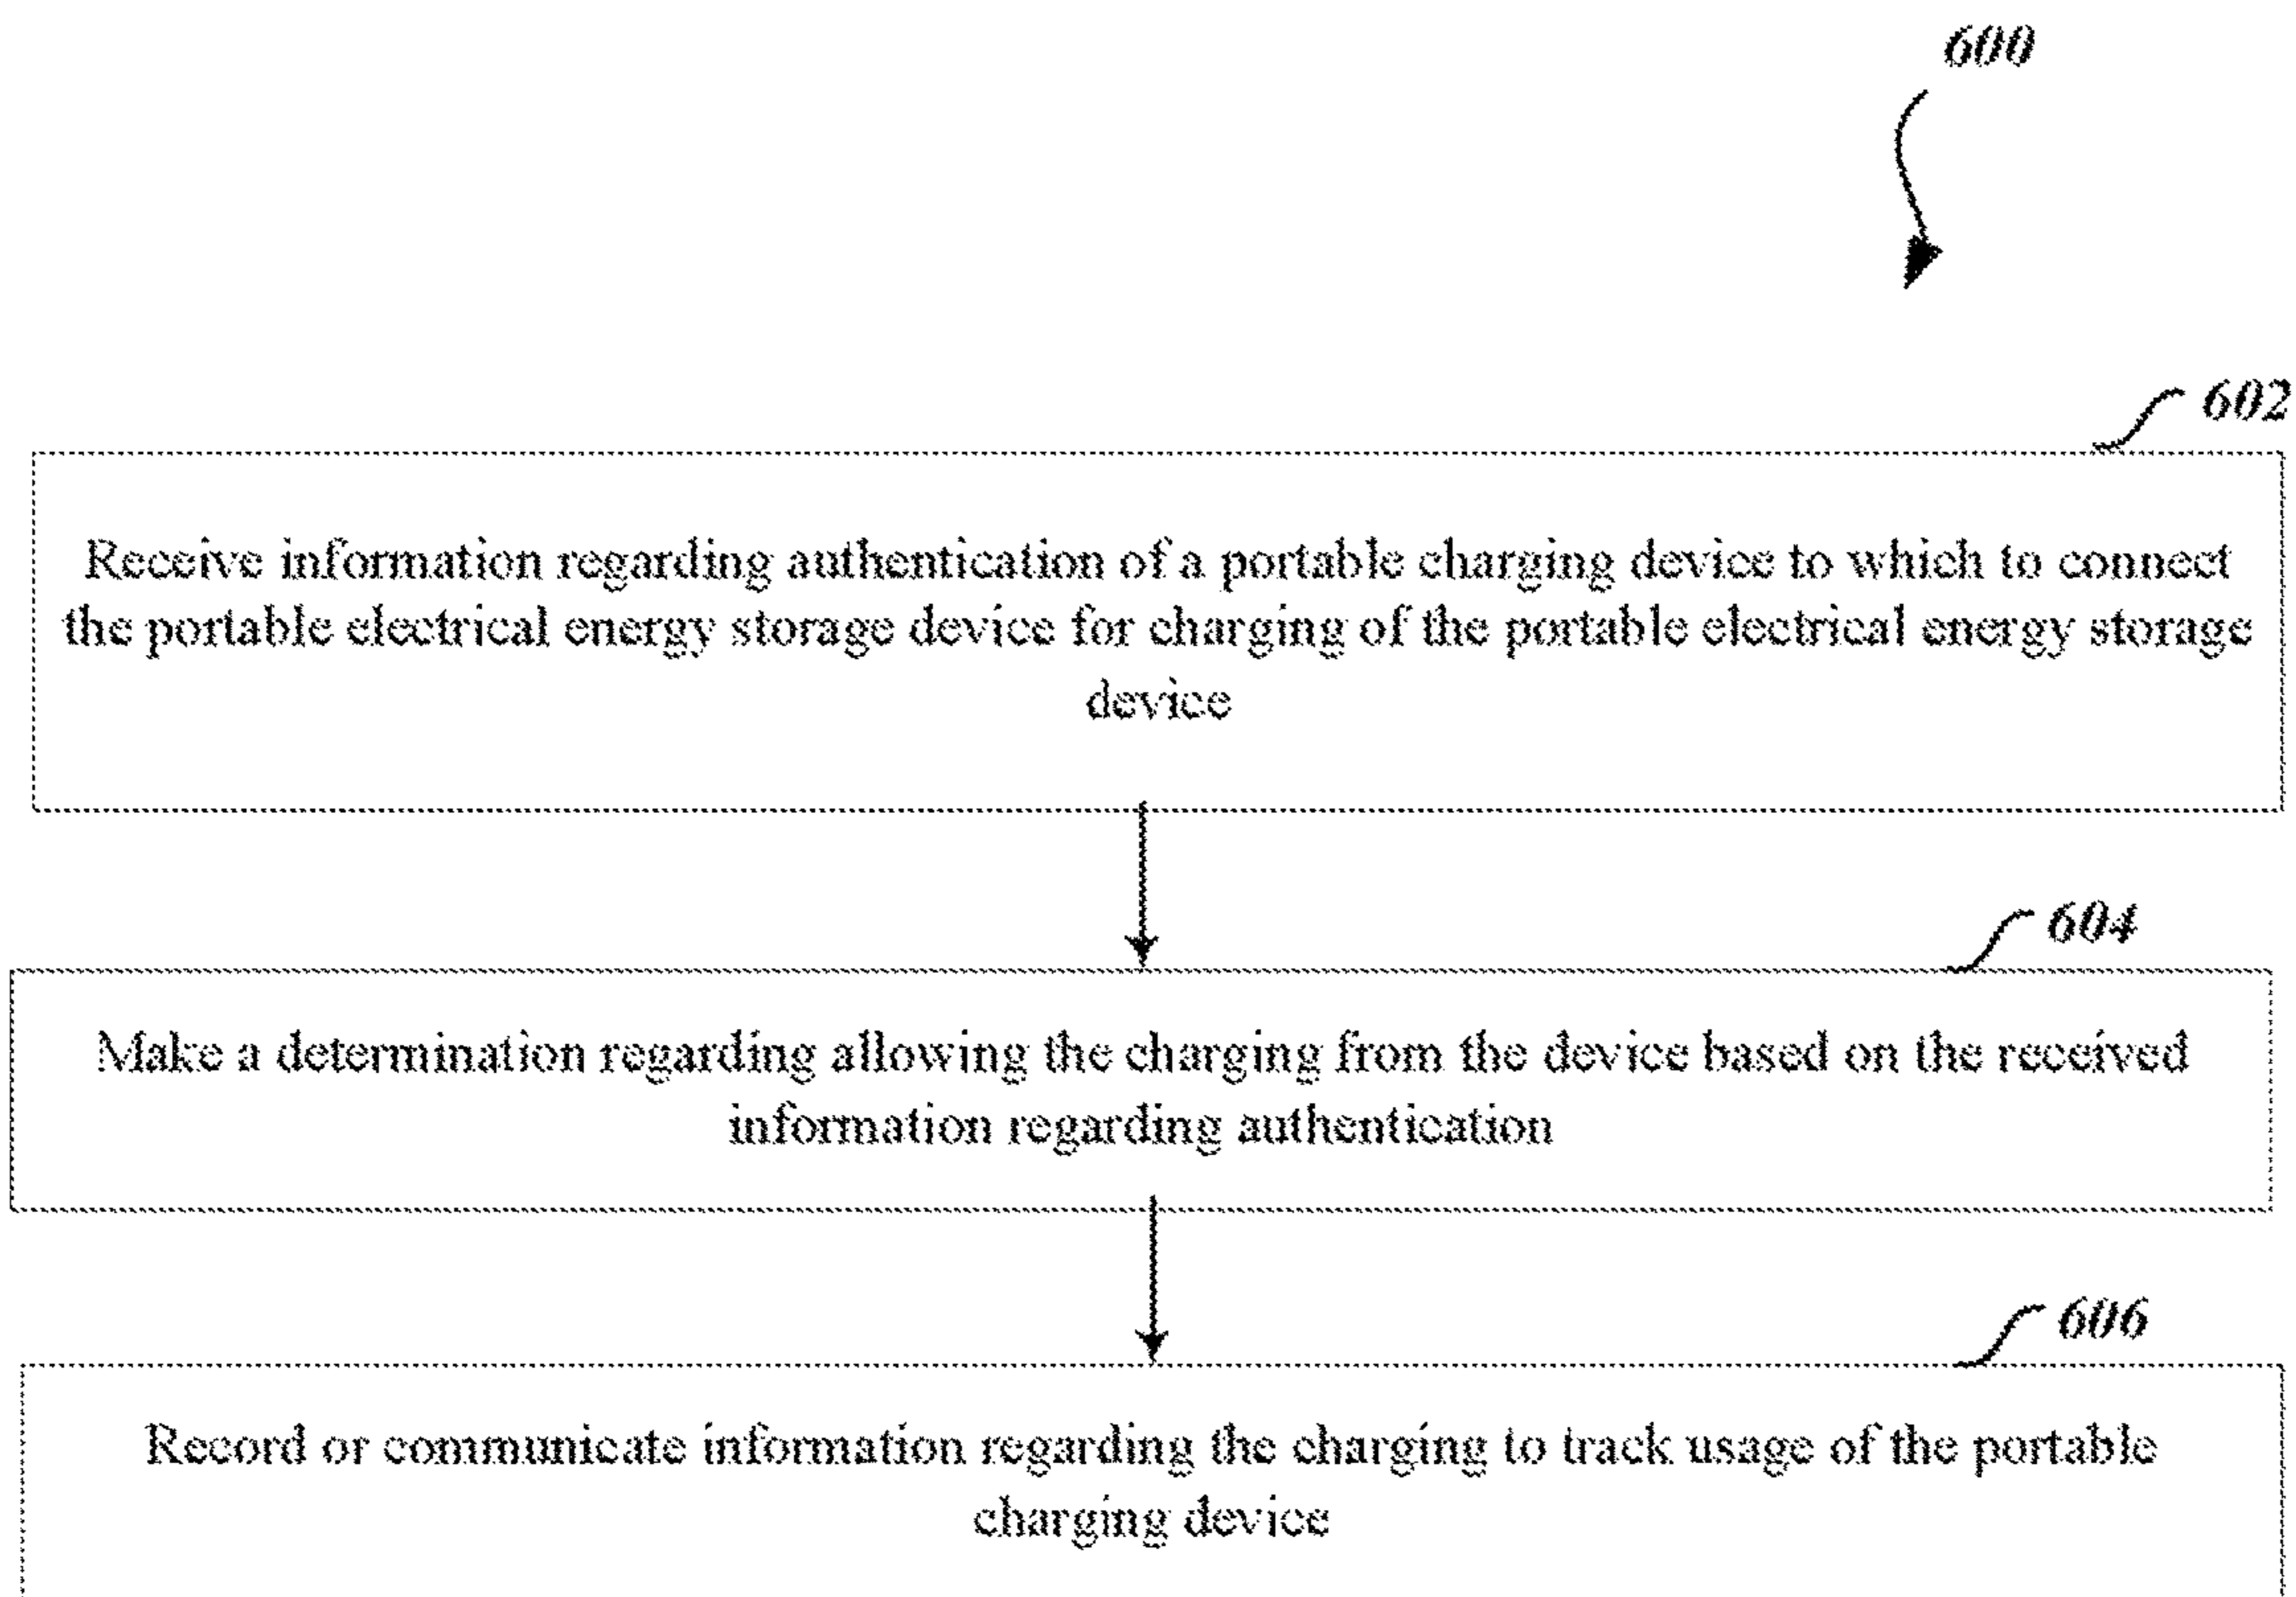 600
602
Receive information regarding authentication of a portable charging device to which to connect
the portable electrical energy storage device for charging of the portable electrical energy storage
device
604
Make a determination regarding allowing the charging from the device based on the received
information regarding authentication
606
Record or communicate information regarding the charging to track usage of the portable
charging device